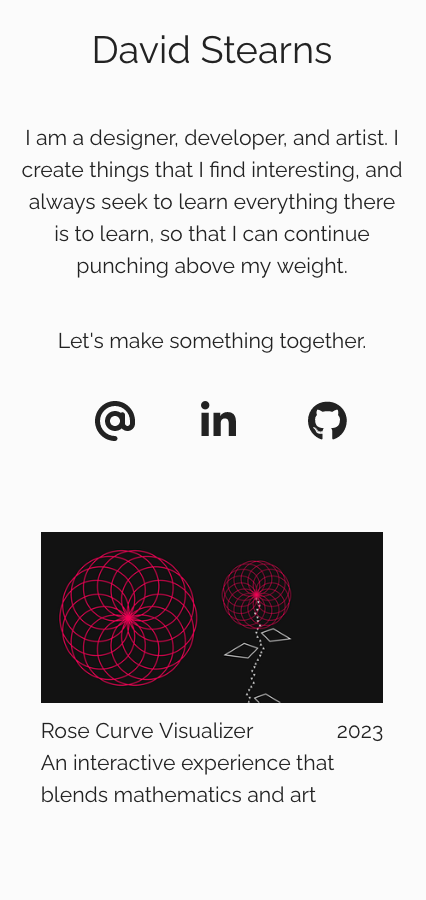 David Stearns
I am a designer, developer, and artist. I
create things that I find interesting, and
always seek to learn everything there
is to learn, so that I can continue
punching above my weight.
Let's make something together.
@ in
Rose Curve Visualizer 2023
An interactive experience that
blends mathematics and art